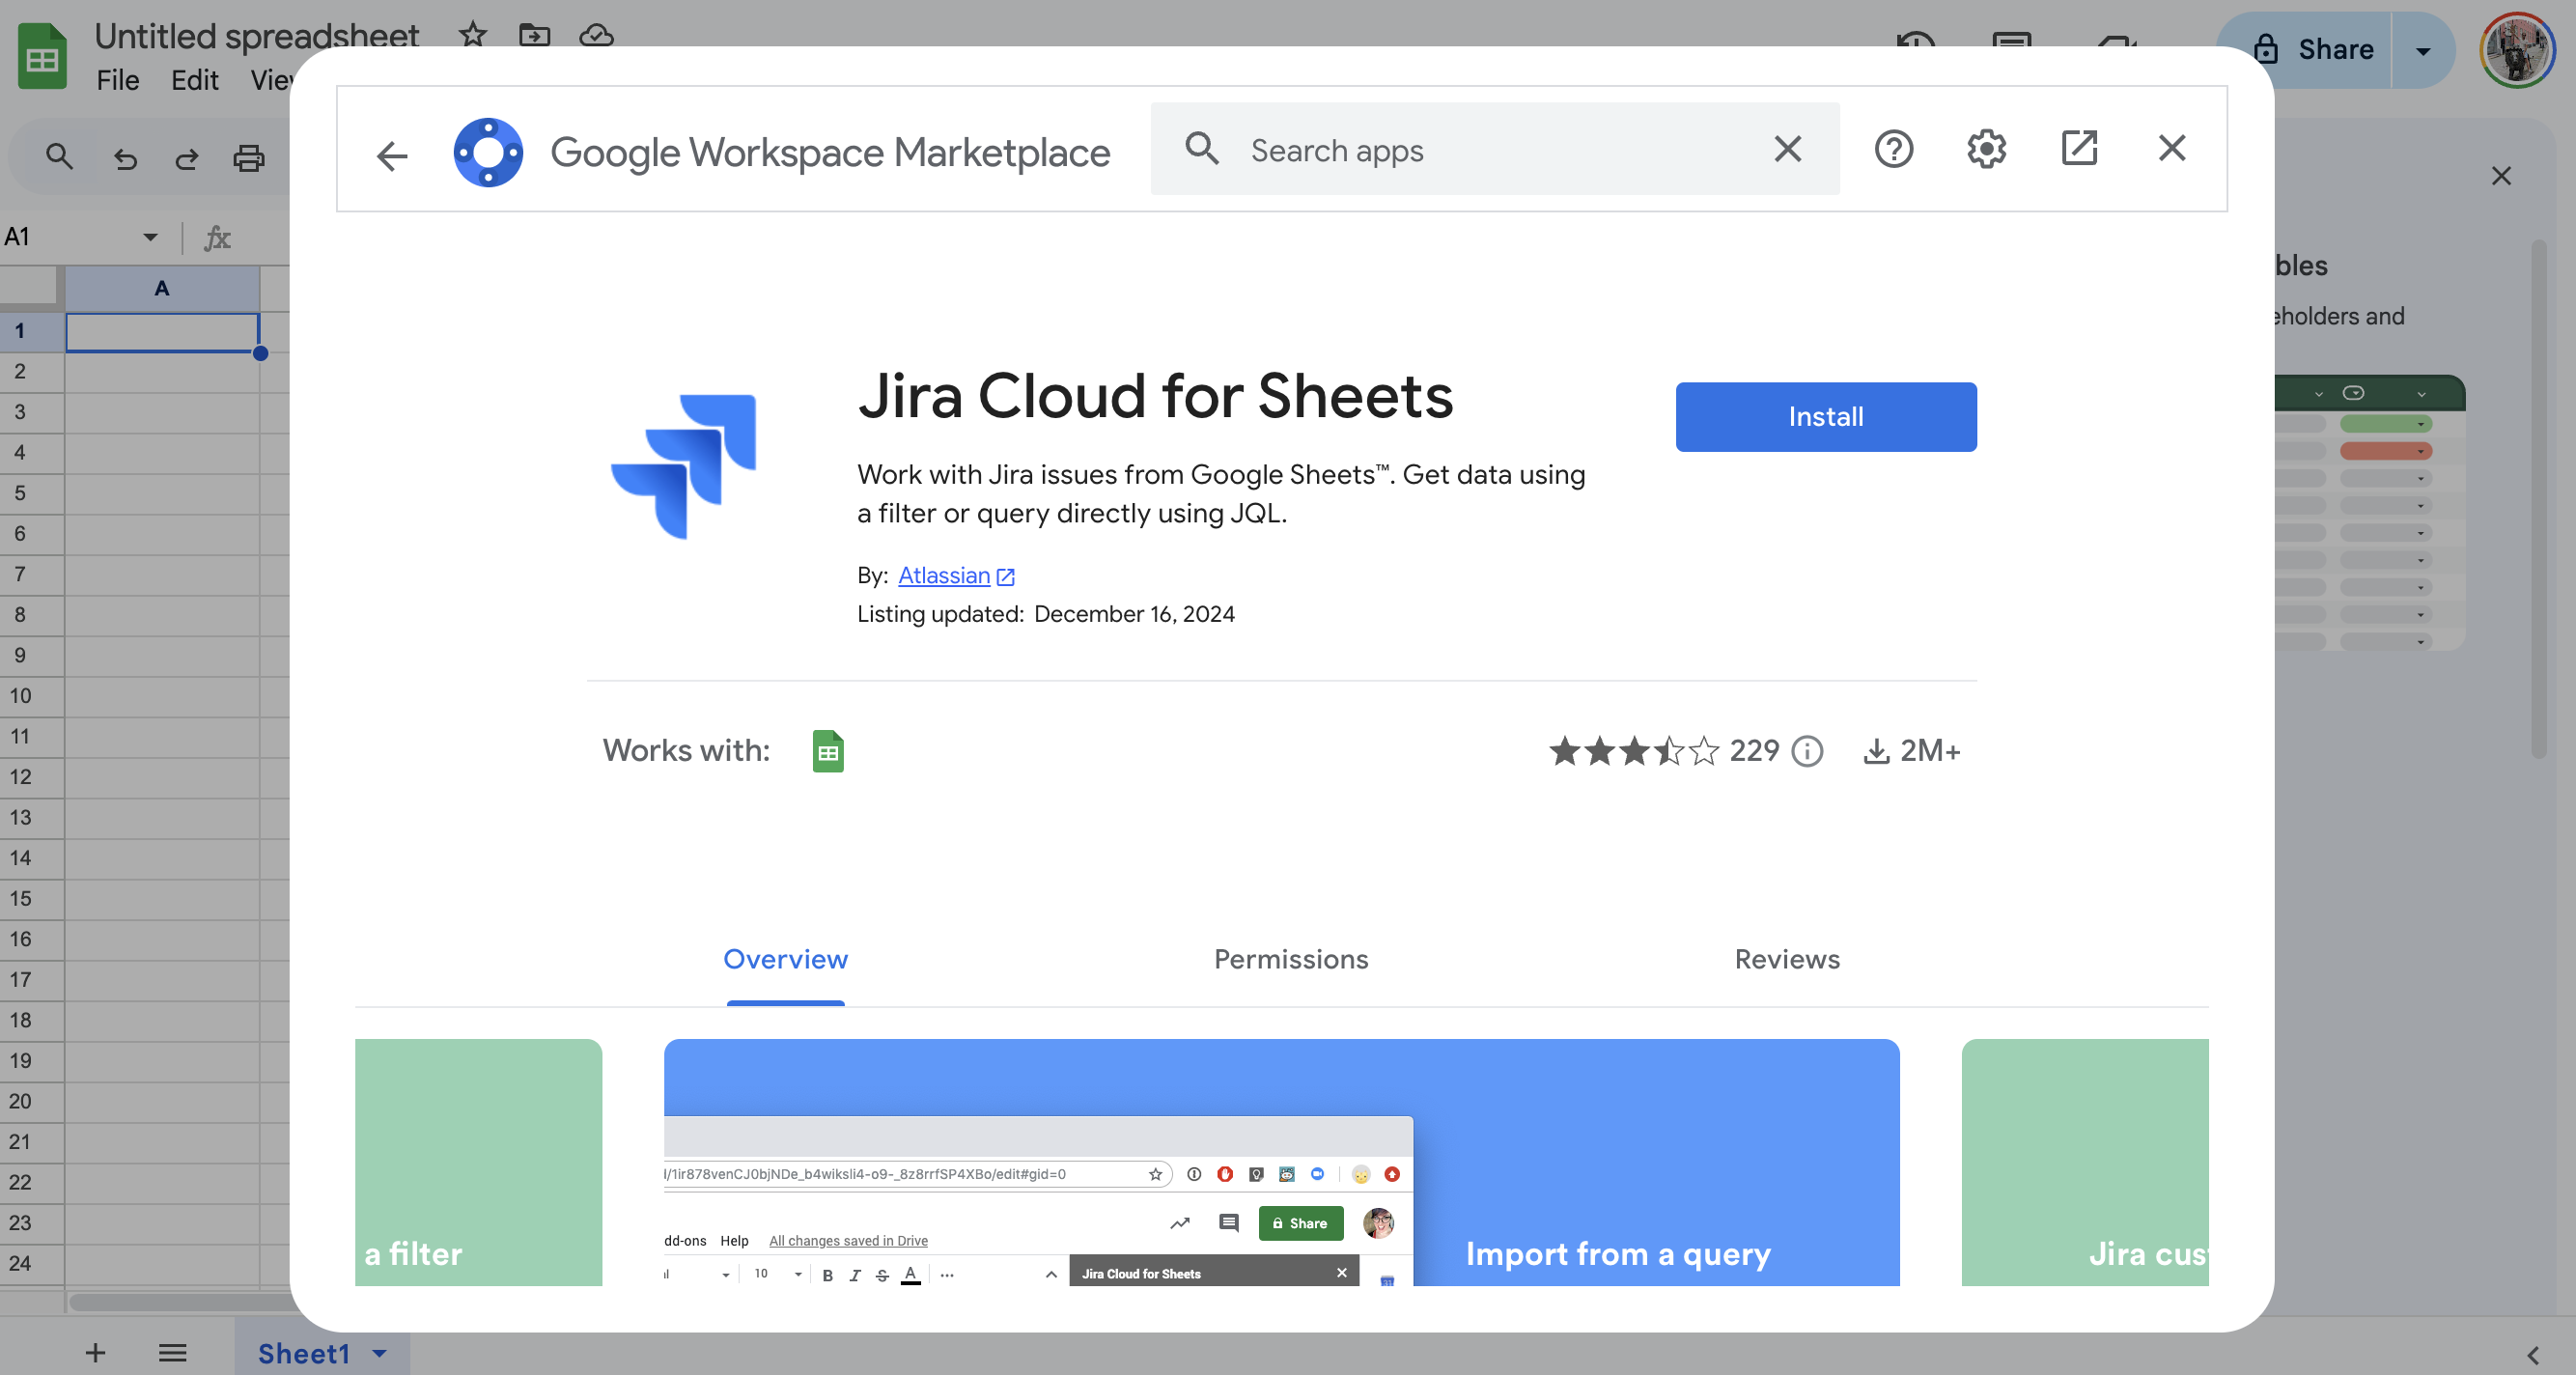 Untitled spreadsheet
File Edit View
Share
Google Workspace Marketplace
Search apps
A1
fx
A
1
2
3
4
5
6
7
8
9
10
11
12
13
14
15
16
17
18
19
20
21
22
23
24
bles
eholders and
Jira Cloud for Sheets
Install
Work with Jira issues from Google Sheets™. Get data using
a filter or query directly using JQL.
By: Atlassian
Listing updated: December 16, 2024
Works with:
229
2M+
Overview
Permissions
Reviews
a filter
/1ir878venCJ0bjNDe_b4wiksli4-o9-_8z8rrfSP4XBo/edit#gid=0
Share
dd-ons Help All changes saved in Drive
10 B I S A
Jira Cloud for Sheets
Import from a query
Jira cus
Sheet1